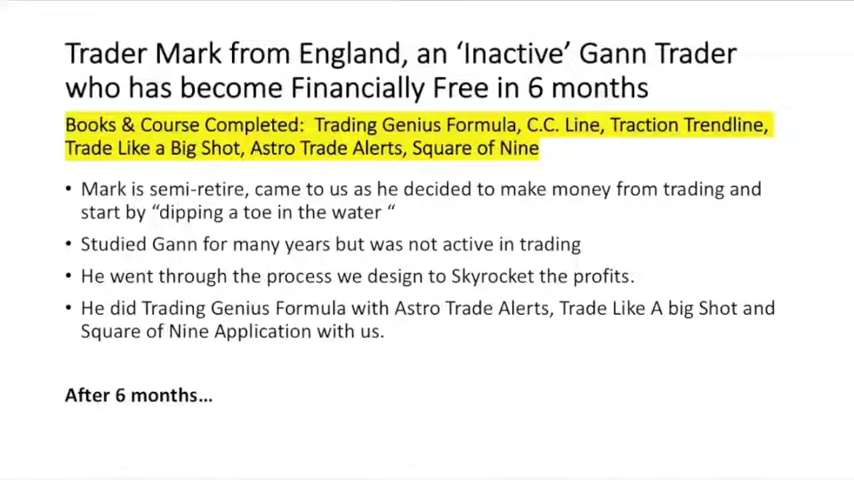 Trader Mark from England, an ‘Inactive’ Gann Trader
who has become Financially Free in 6 months
Books & Course Completed:  Trading Genius Formula, C.C. Line, Traction Trendline,
Trade Like a Big Shot, Astro Trade Alerts, Square of Nine
• Mark is semi-retire, came to us as he decided to make money from trading and
start by “dipping a toe in the water “
• Studied Gann for many years but was not active in trading
• He went through the process we design to Skyrocket the profits.
• He did Trading Genius Formula with Astro Trade Alerts, Trade Like A big Shot and
Square of Nine Application with us.
After 6 months…